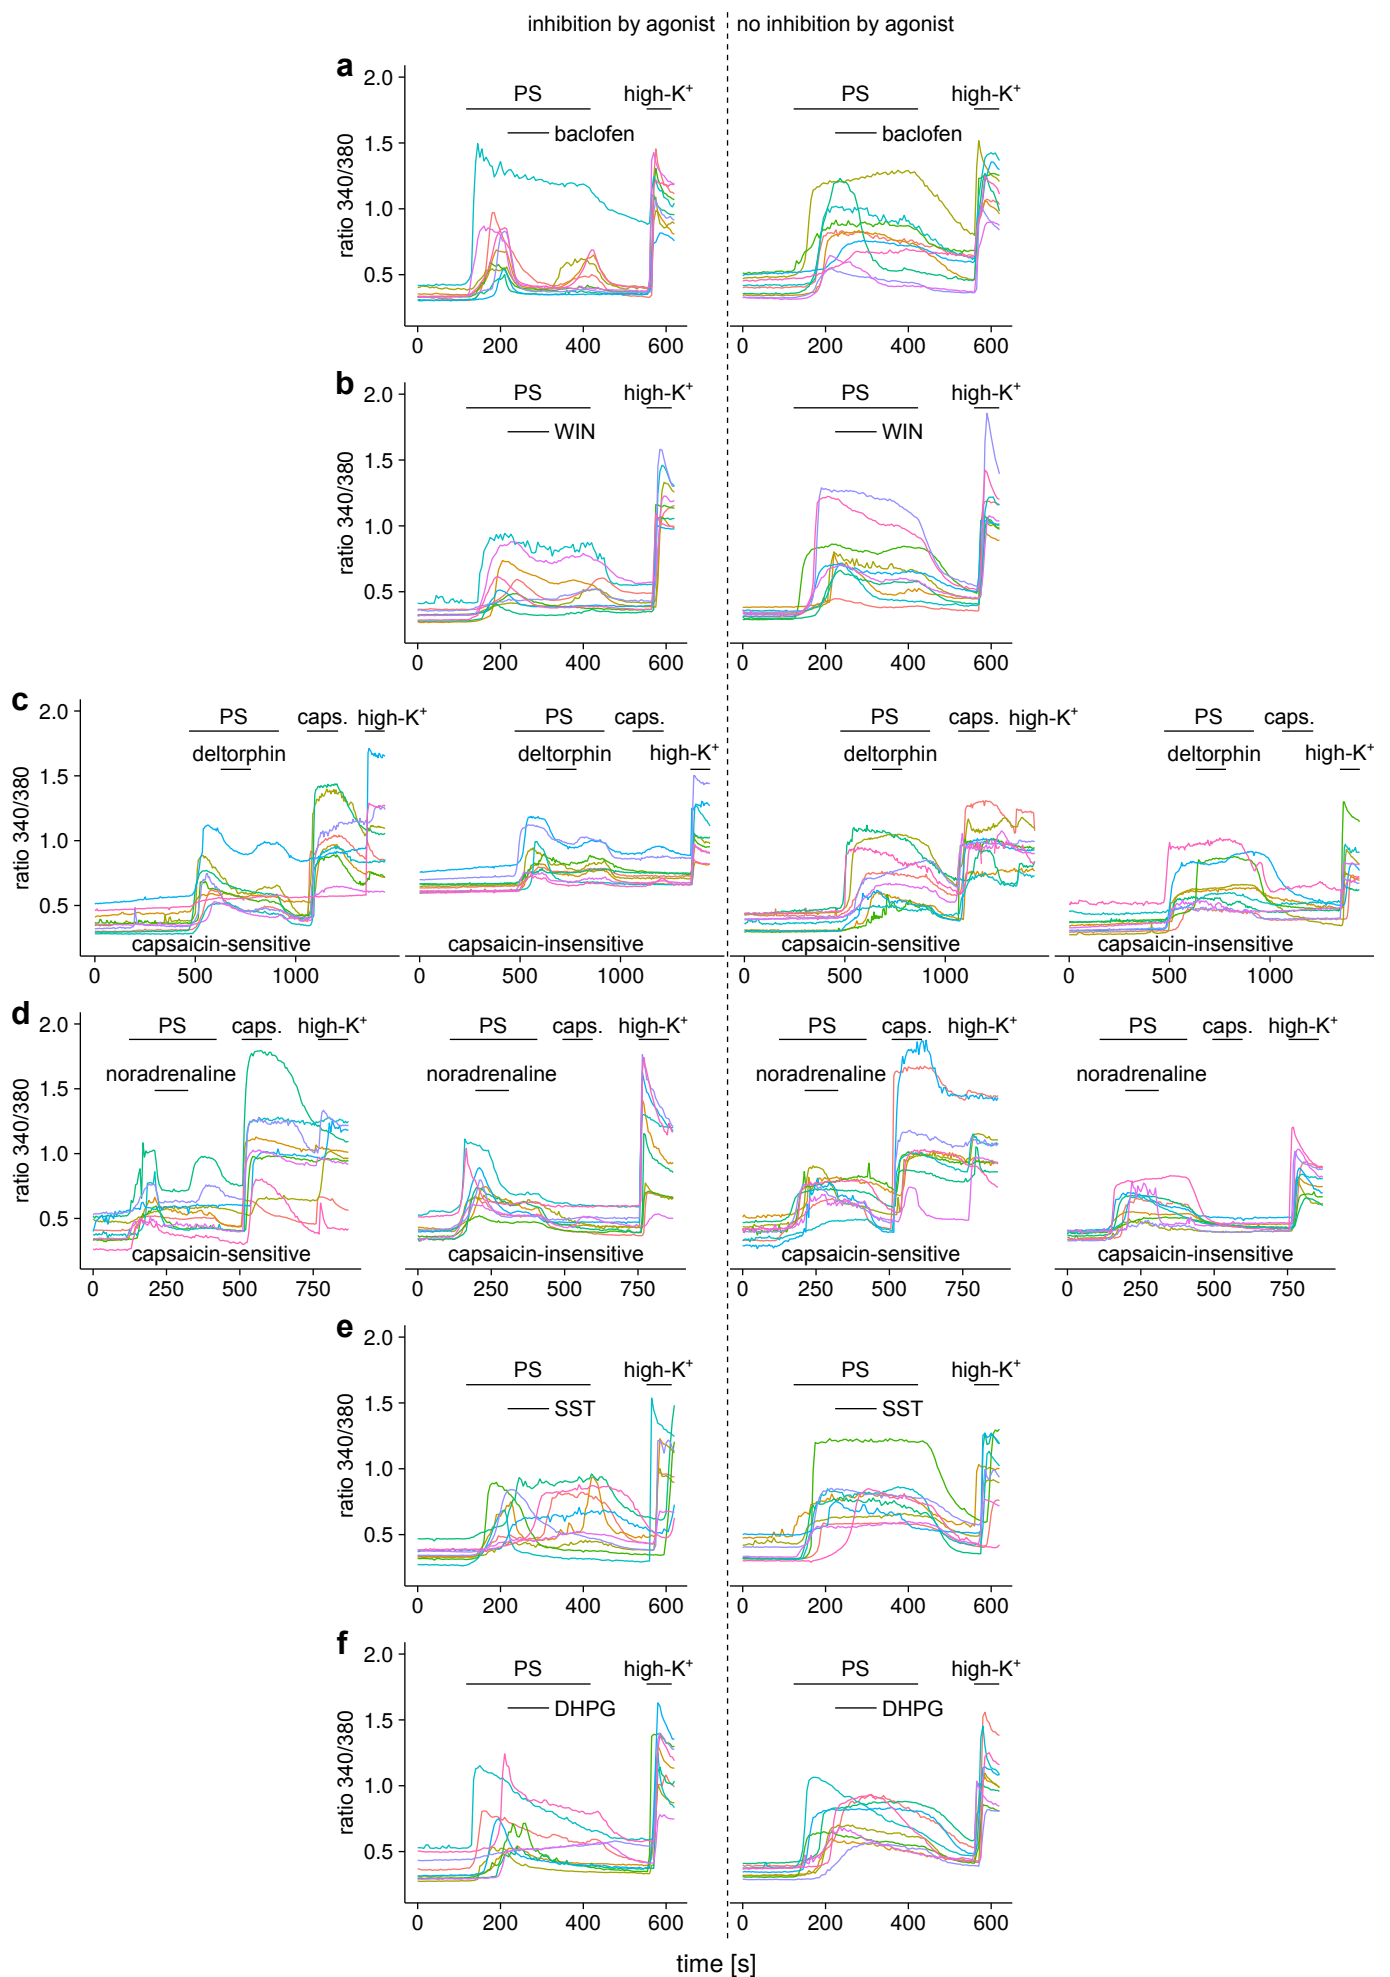 inhibition by agonist no inhibition by agonist
a
2.0
1.5
1.0
0.5
ratio 340/380
PS high-K⁺
baclofen
0 200 400 600
PS high-K⁺
baclofen
0 200 400 600
b
2.0
1.5
1.0
0.5
ratio 340/380
PS high-K⁺
WIN
0 200 400 600
PS high-K⁺
WIN
0 200 400 600
c
2.0
1.5
1.0
0.5
ratio 340/380
PS caps. high-K⁺
deltorphin
capsaicin-sensitive
0 500 1000
PS caps.
deltorphin high-K⁺
capsaicin-insensitive
0 500 1000
PS caps. high-K⁺
deltorphin
capsaicin-sensitive
0 500 1000
PS caps.
deltorphin high-K⁺
capsaicin-insensitive
0 500 1000
d
2.0
1.5
1.0
0.5
ratio 340/380
PS caps. high-K⁺
noradrenaline
capsaicin-sensitive
0 250 500 750
PS caps. high-K⁺
noradrenaline
capsaicin-insensitive
0 250 500 750
PS caps. high-K⁺
noradrenaline
capsaicin-sensitive
0 250 500 750
PS caps. high-K⁺
noradrenaline
capsaicin-insensitive
0 250 500 750
e
2.0
1.5
1.0
0.5
ratio 340/380
PS high-K⁺
SST
0 200 400 600
PS high-K⁺
SST
0 200 400 600
f
2.0
1.5
1.0
0.5
ratio 340/380
PS high-K⁺
DHPG
0 200 400 600
PS high-K⁺
DHPG
0 200 400 600
time [s]